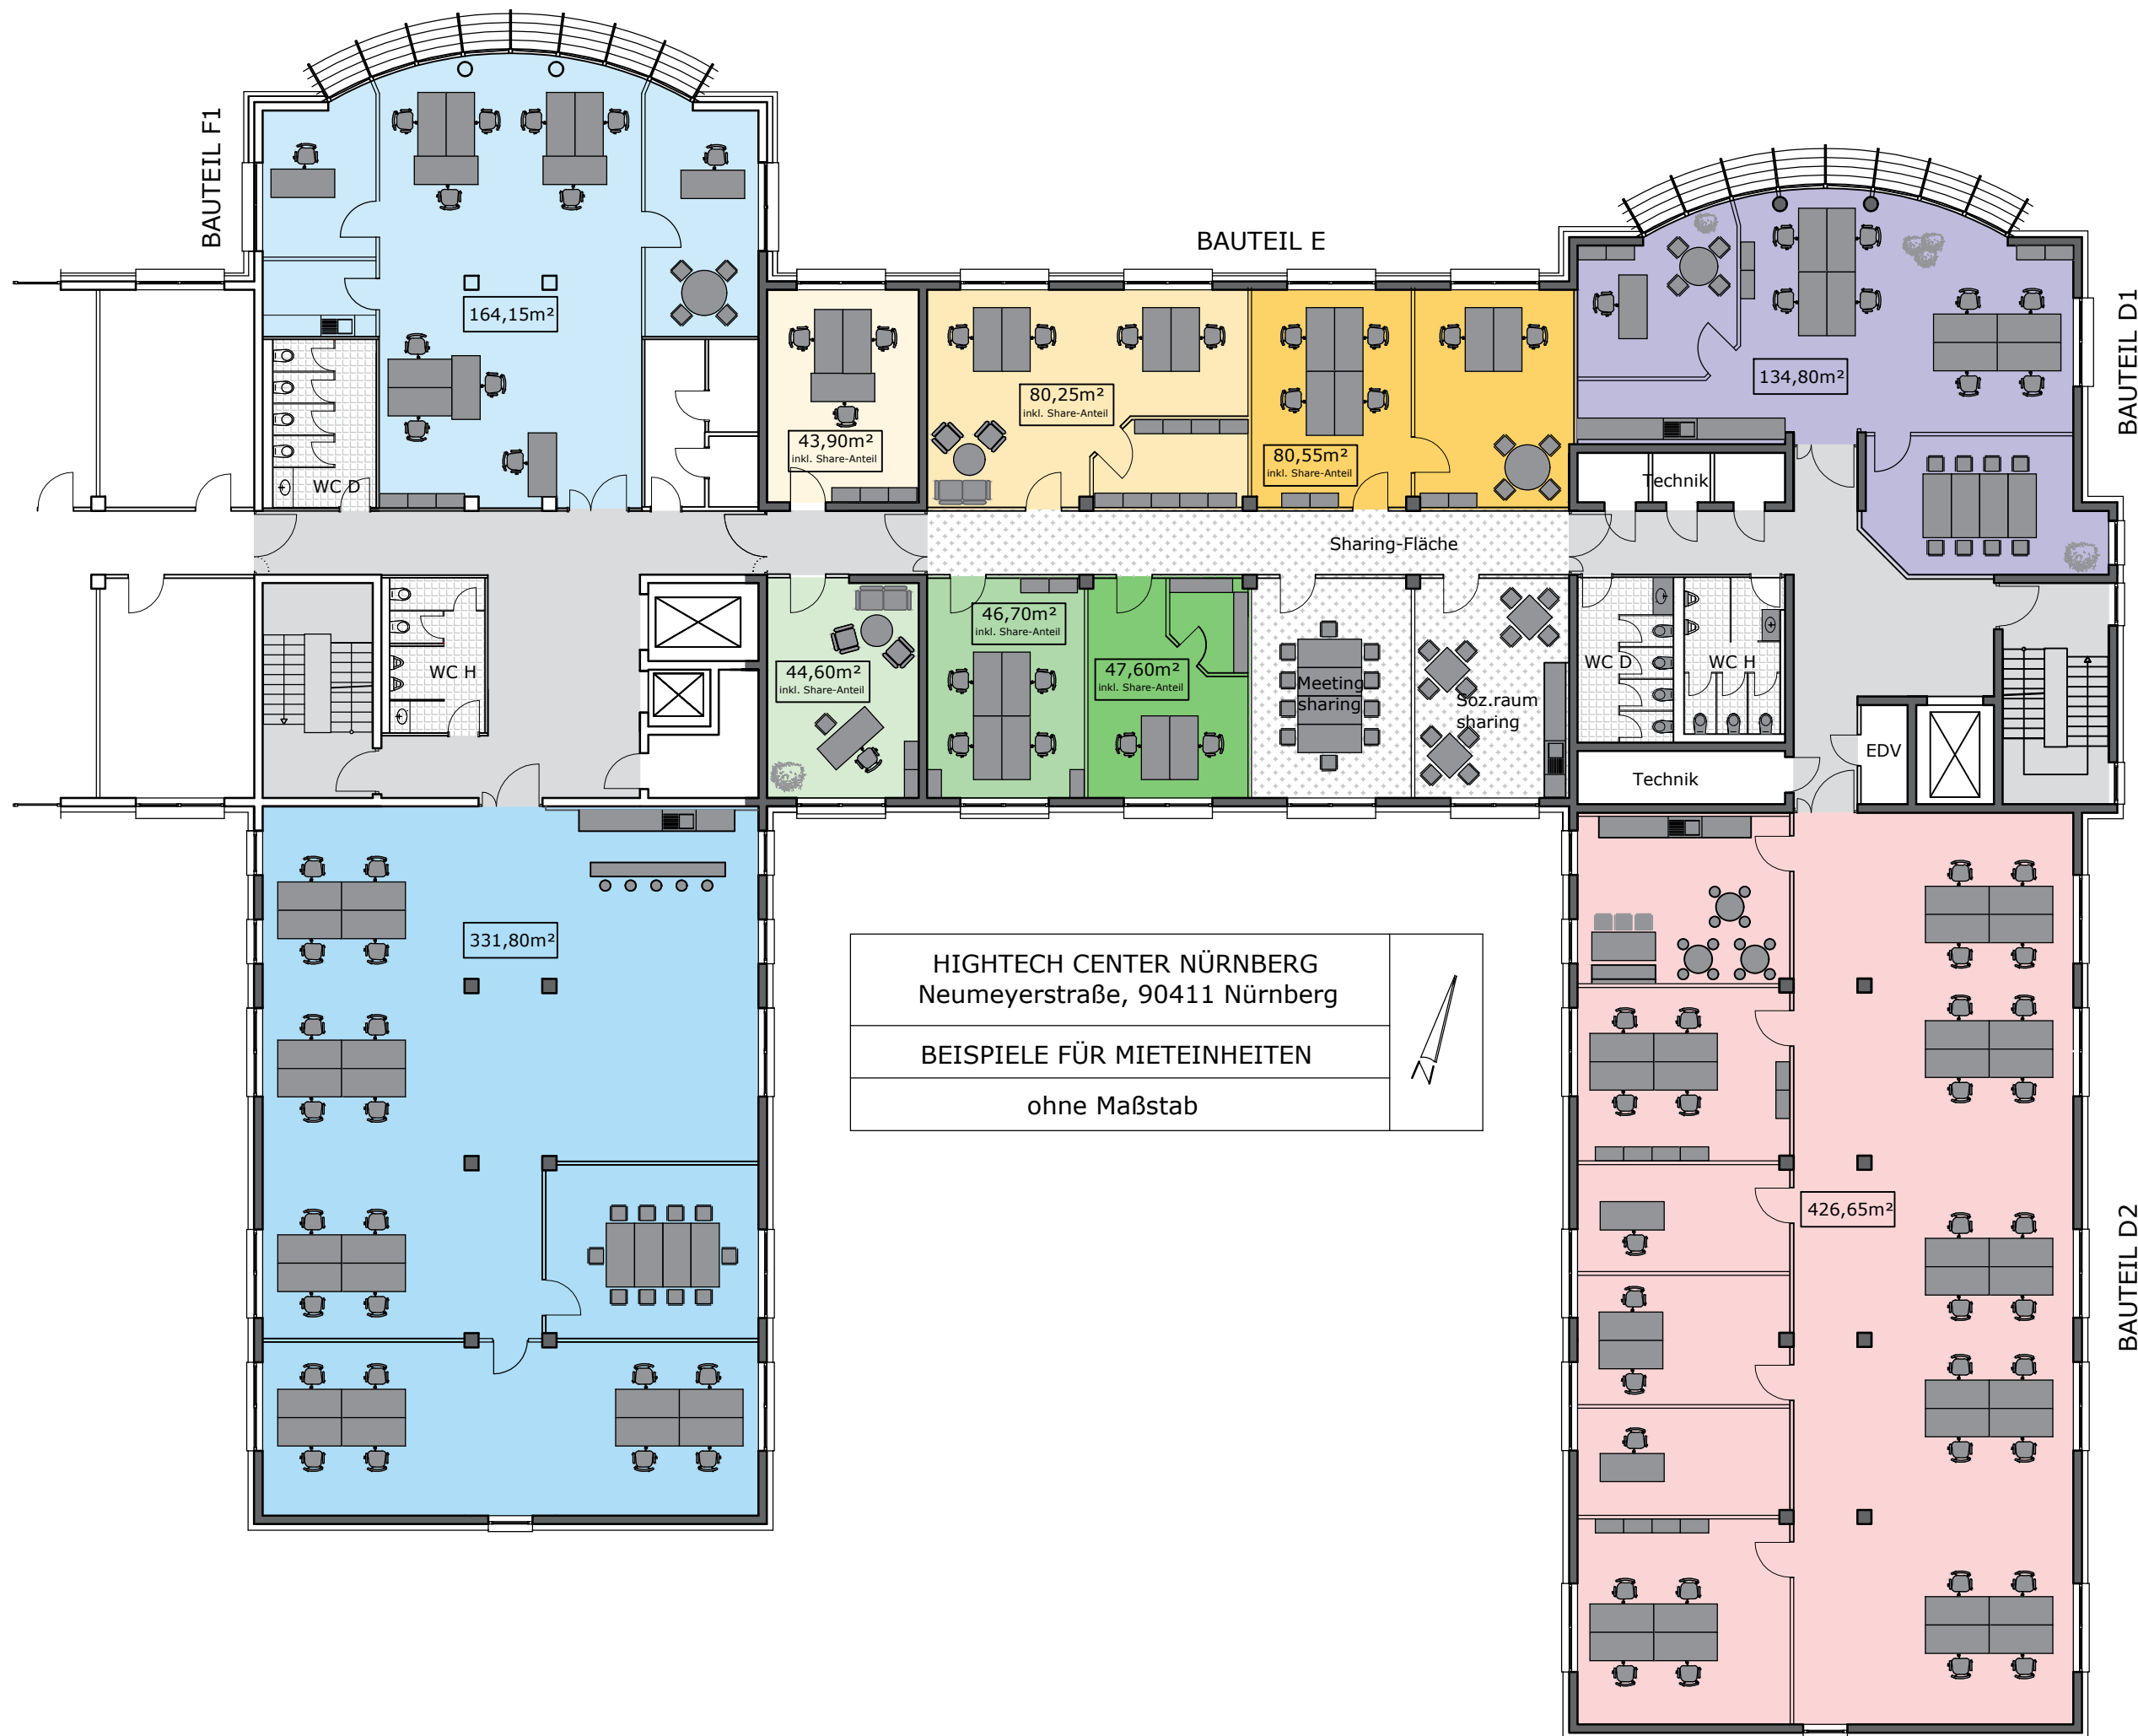 BAUTEIL F1
BAUTEIL E
BAUTEIL D1
164,15m²
WC D
43,90m²
inkl. Share-Anteil
80,25m²
inkl. Share-Anteil
80,55m²
inkl. Share-Anteil
134,80m²
Technik
Sharing-Fläche
WC H
44,60m²
inkl. Share-Anteil
46,70m²
inkl. Share-Anteil
47,60m²
inkl. Share-Anteil
Meeting
sharing
Soz.raum
sharing
WC D
WC H
EDV
Technik
331,80m²
HIGHTECH CENTER NÜRNBERG
Neumeyerstraße, 90411 Nürnberg
BEISPIELE FÜR MIETEINHEITEN
ohne Maßstab
N
426,65m²
BAUTEIL D2